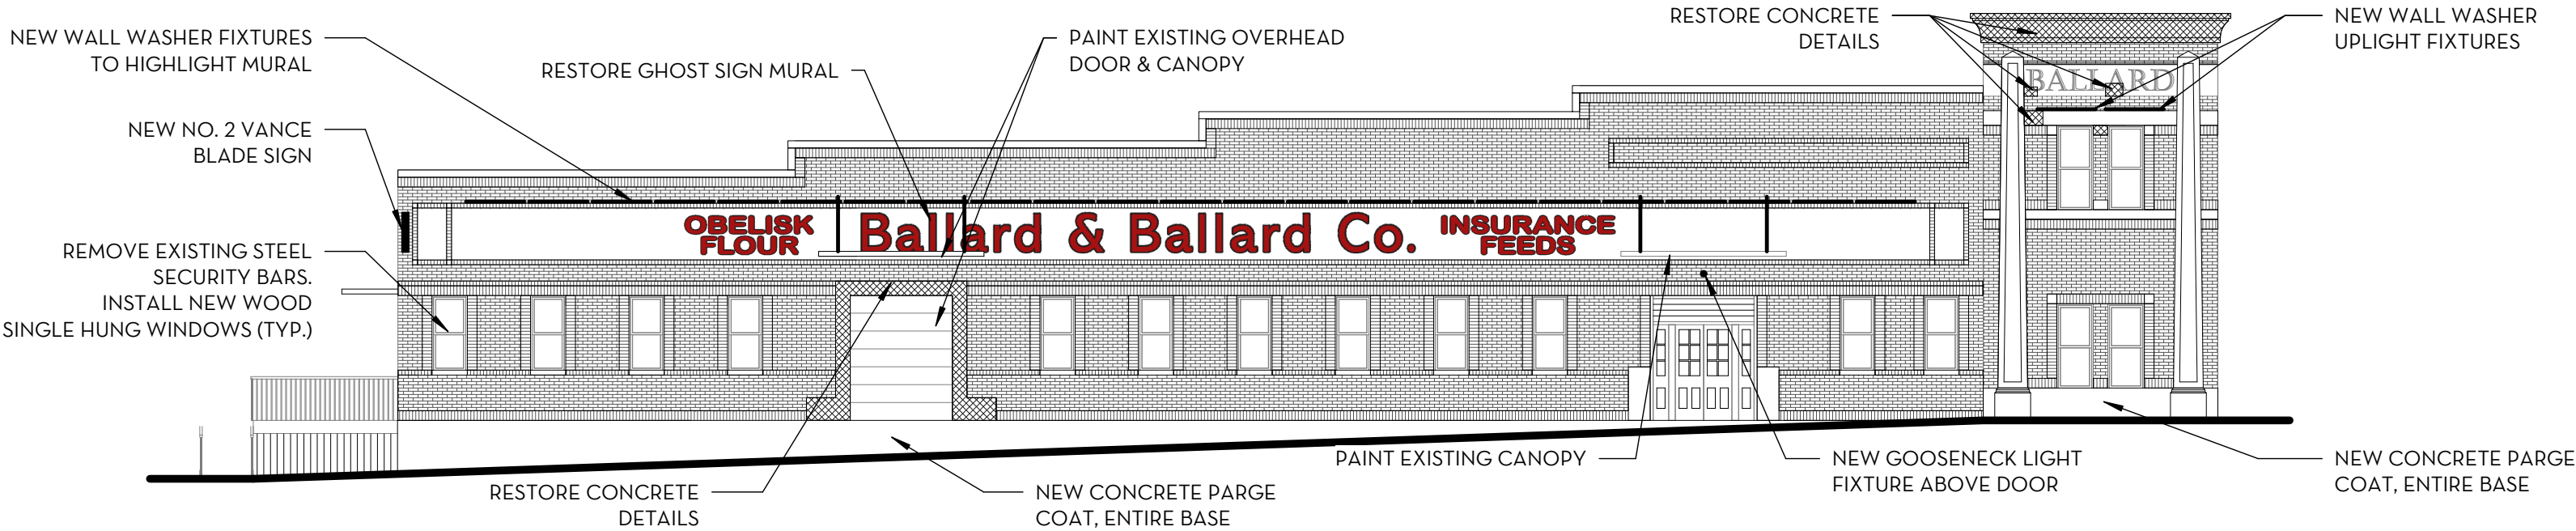 NEW WALL WASHER FIXTURES
TO HIGHLIGHT MURAL
NEW NO. 2 VANCE
BLADE SIGN
REMOVE EXISTING STEEL
SECURITY BARS.
INSTALL NEW WOOD
SINGLE HUNG WINDOWS (TYP.)
RESTORE GHOST SIGN MURAL
PAINT EXISTING OVERHEAD
DOOR & CANOPY
RESTORE CONCRETE
DETAILS
NEW WALL WASHER
UPLIGHT FIXTURES
BALLARD
OBELISK
FLOUR
Ballard & Ballard Co.
INSURANCE
FEEDS
RESTORE CONCRETE
DETAILS
NEW CONCRETE PARGE
COAT, ENTIRE BASE
PAINT EXISTING CANOPY
NEW GOOSENECK LIGHT
FIXTURE ABOVE DOOR
NEW CONCRETE PARGE
COAT, ENTIRE BASE